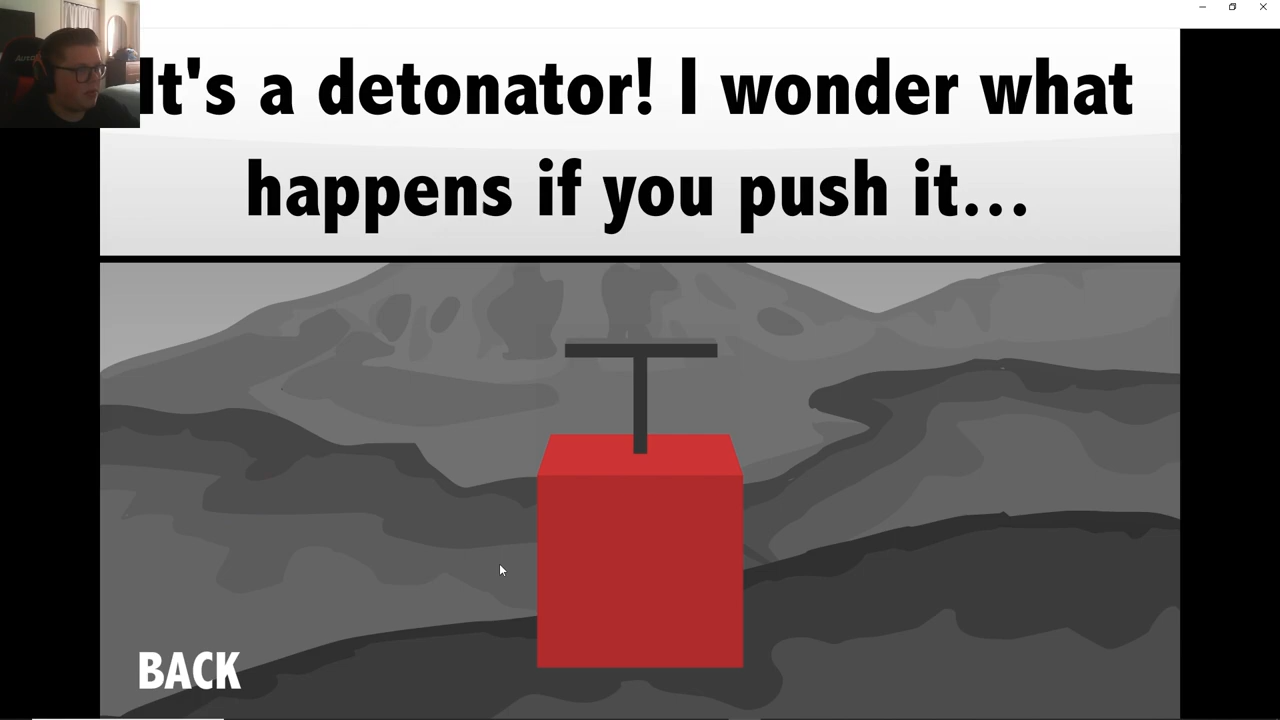 It's a detonator! I wonder what
happens if you push it...
BACK